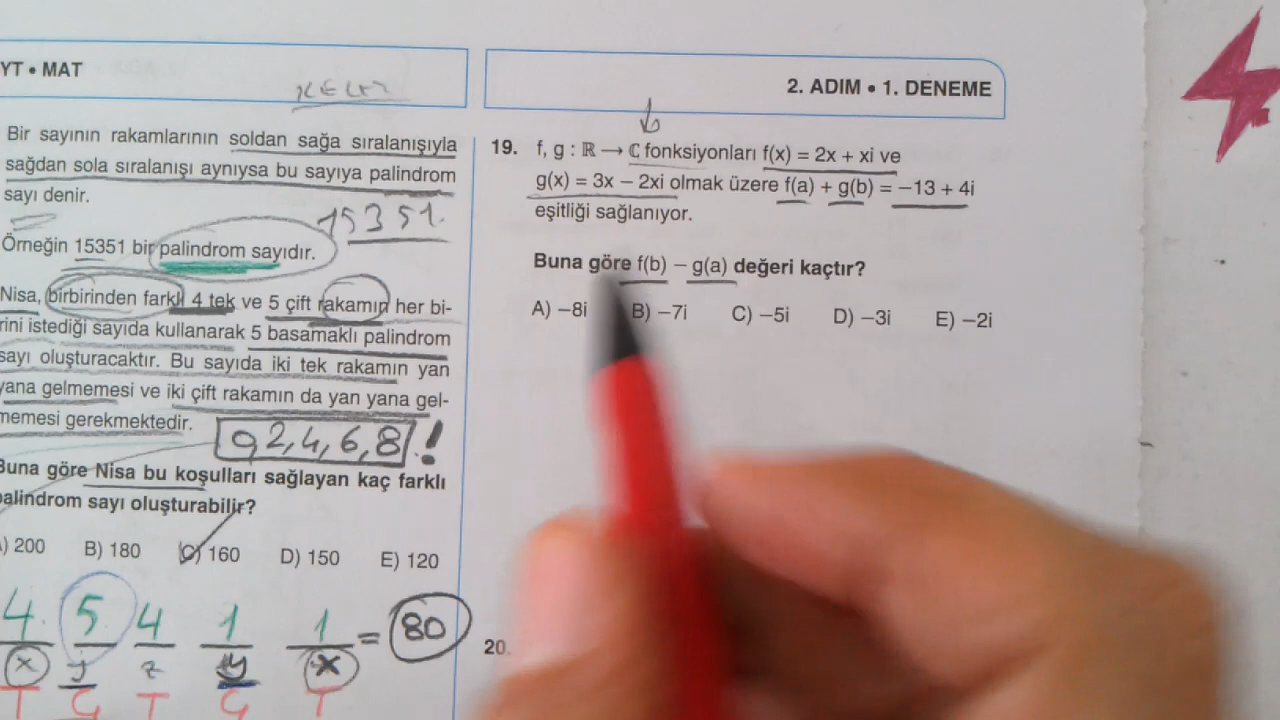 YT • MAT
KELK
Bir sayının rakamlarının soldan sağa sıralanışıyla
sağdan sola sıralanışı aynıysa bu sayıya palindrom
sayı denir.
15351.
Örneğin 15351 bir palindrom sayıdır.
Nisa, birbirinden farklı 4 tek ve 5 çift rakamın her bi-
rini istediği sayıda kullanarak 5 basamaklı palindrom
sayı oluşturacaktır. Bu sayıda iki tek rakamın yan
yana gelmemesi ve iki çift rakamın da yan yana gel-
memesi gerekmektedir.
0,2,4,6,8 !
Buna göre Nisa bu koşulları sağlayan kaç farklı
palindrom sayı oluşturabilir?
A) 200 B) 180 C) 160 D) 150 E) 120
4 5 4 1 1 = 80
x y z y x
T Ç T Ç T
2. ADIM • 1. DENEME
19. f, g : ℝ → ℂ fonksiyonları f(x) = 2x + xi ve
g(x) = 3x – 2xi olmak üzere f(a) + g(b) = –13 + 4i
eşitliği sağlanıyor.
Buna göre f(b) – g(a) değeri kaçtır?
A) –8i B) –7i C) –5i D) –3i E) –2i
20.